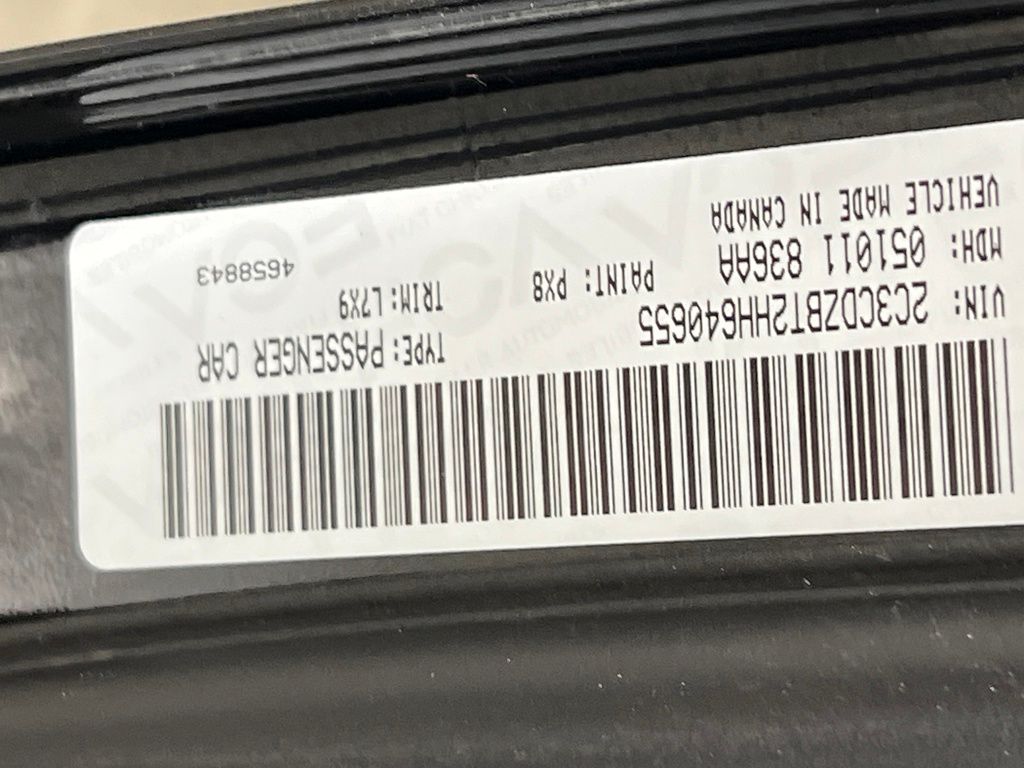 VEHICLE MADE IN CANADA
MDH: 051011 836AA
PAINT: PX8
4658843
VIN: 2C3CDZBT2HH640655
TRIM: L7X9
TYPE: PASSENGER CAR